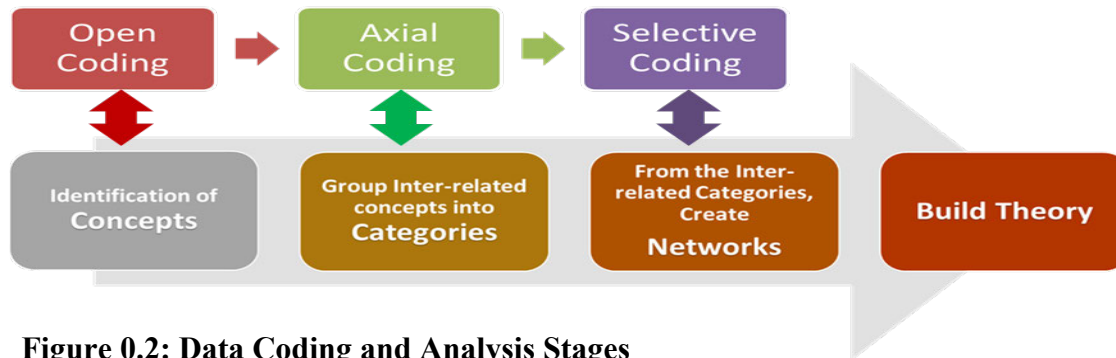 Open
Coding
Axial
Coding
Selective
Coding
Identification of
Concepts
Group Inter-related
concepts into
Categories
From the Inter-
related Categories,
Create
Networks
Build Theory
Figure 0.2: Data Coding and Analysis Stages